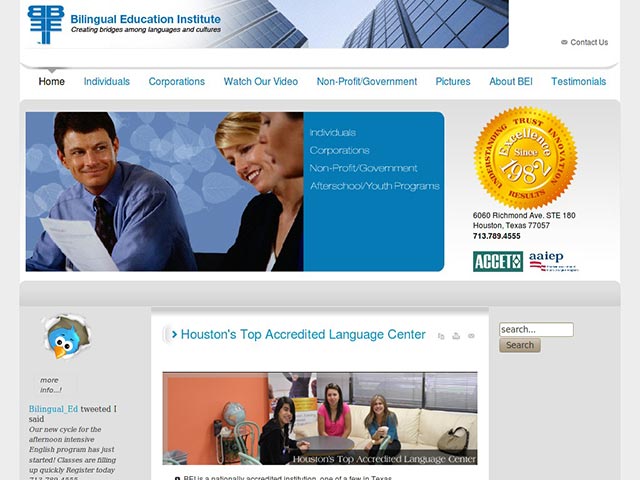 Bilingual Education Institute
Creating bridges among languages and cultures
Contact Us
Home Individuals Corporations Watch Our Video Non-Profit/Government Pictures About BEI Testimonials
Individuals
Corporations
Non-Profit/Government
Afterschool/Youth Programs
UNDERSTANDING TRUST INNOVATION RESULTS
Excellence
Since
1982
6060 Richmond Ave. STE 180
Houston, Texas 77057
713.789.4555
ACCET aaiep
Houston's Top Accredited Language Center
search...
Search
more
info...!
Bilingual_Ed tweeted I
said
Our new cycle for the
afternoon intensive
English program has
just started! Classes are filling
up quickly Register today
713.789.4555
Houston's Top Accredited Language Center
BEI is a nationally accredited institution, one of a few in Texas